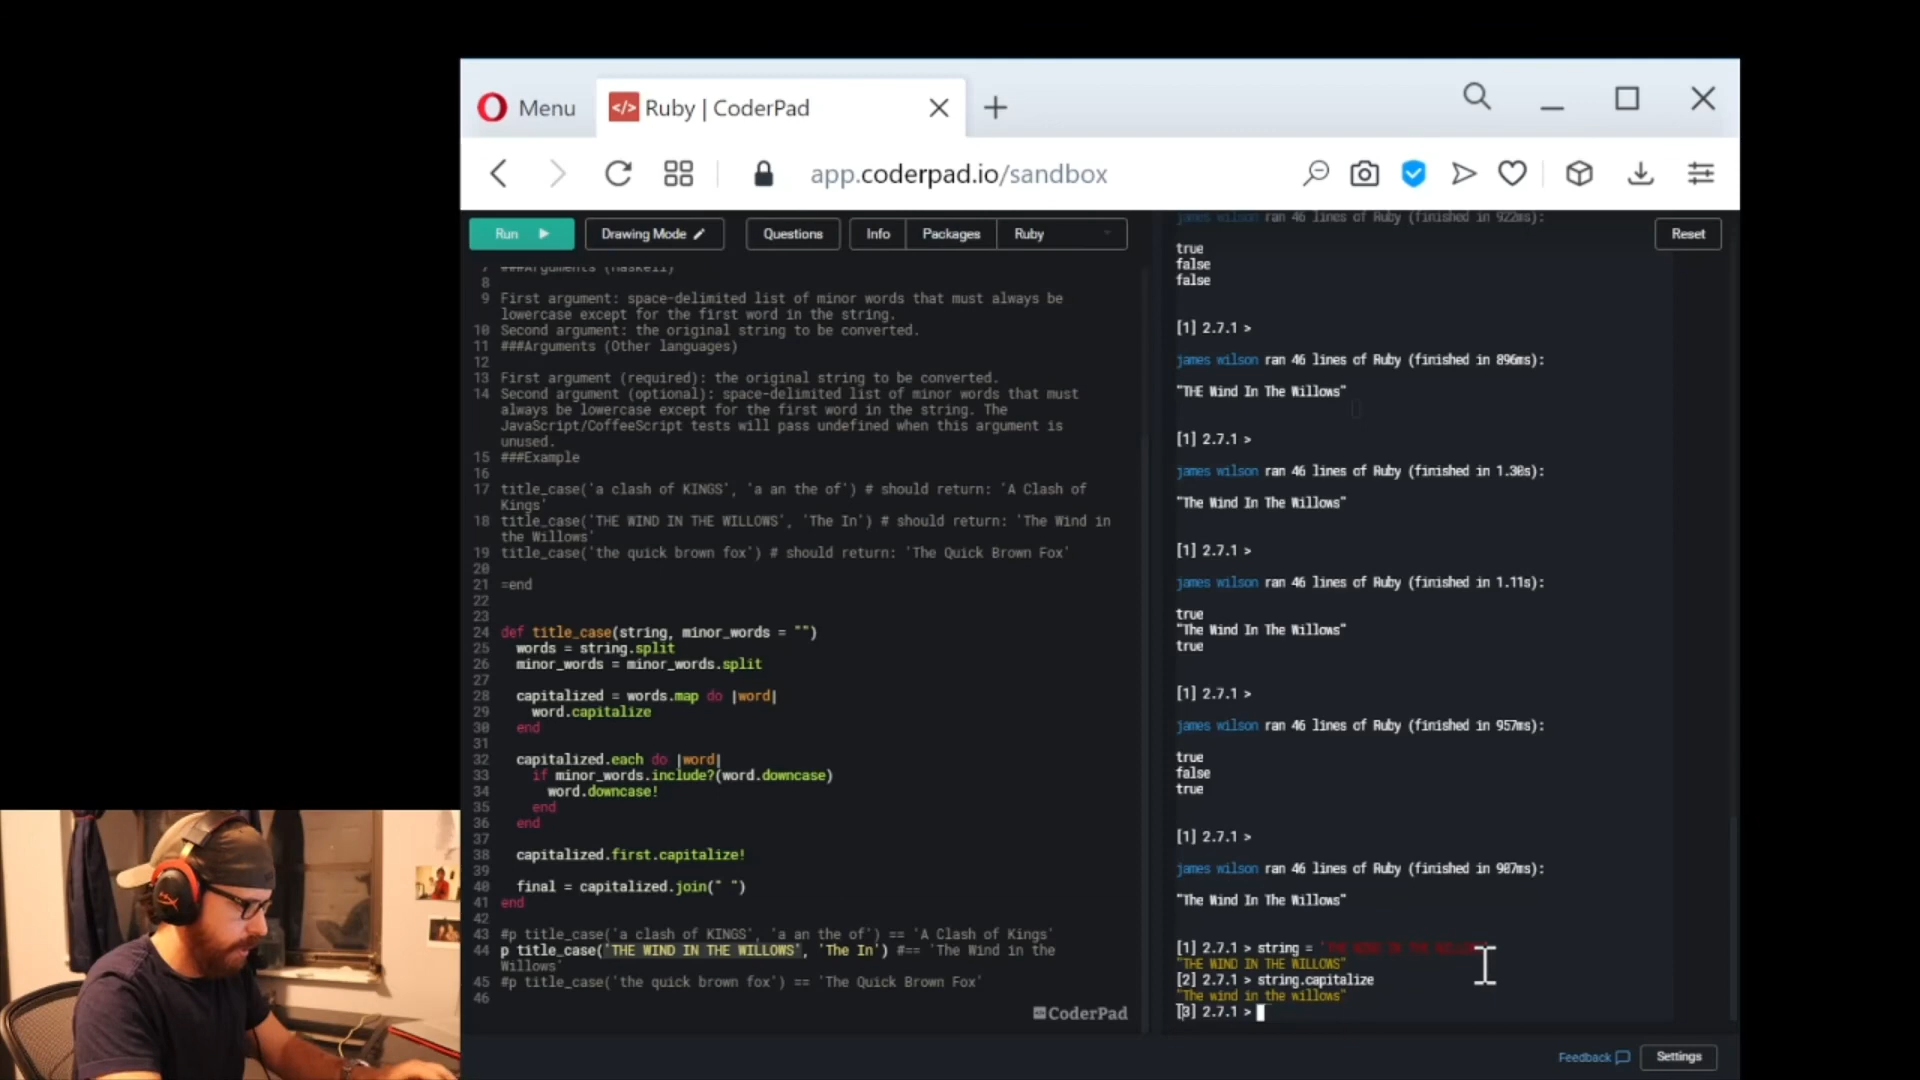 Menu
Ruby | CoderPad
app.coderpad.io/sandbox
Run
Drawing Mode
Questions
Info
Packages
Ruby
Reset
7 ###Arguments (Haskell)
8
9 First argument: space-delimited list of minor words that must always be
lowercase except for the first word in the string.
10 Second argument: the original string to be converted.
11 ###Arguments (Other languages)
12
13 First argument (required): the original string to be converted.
14 Second argument (optional): space-delimited list of minor words that must
always be lowercase except for the first word in the string. The
JavaScript/CoffeeScript tests will pass undefined when this argument is
unused.
15 ###Example
16
17 title_case('a clash of KINGS', 'a an the of') # should return: 'A Clash of
Kings'
18 title_case('THE WIND IN THE WILLOWS', 'The In') # should return: 'The Wind in
the Willows'
19 title_case('the quick brown fox') # should return: 'The Quick Brown Fox'
20
21 =end
22
23
24 def title_case(string, minor_words = "")
25 words = string.split
26 minor_words = minor_words.split
27
28 capitalized = words.map do |word|
29 word.capitalize
30 end
31
32 capitalized.each do |word|
33 if minor_words.include?(word.downcase)
34 word.downcase!
35 end
36 end
37
38 capitalized.first.capitalize!
39
40 final = capitalized.join(" ")
41 end
42
43 #p title_case('a clash of KINGS', 'a an the of') == 'A Clash of Kings'
44 p title_case('THE WIND IN THE WILLOWS', 'The In') #== 'The Wind in the
Willows'
45 #p title_case('the quick brown fox') == 'The Quick Brown Fox'
46
CoderPad
james wilson ran 46 lines of Ruby (finished in 922ms):
true
false
false
[1] 2.7.1 >
james wilson ran 46 lines of Ruby (finished in 896ms):
"THE Wind In The Willows"
[1] 2.7.1 >
james wilson ran 46 lines of Ruby (finished in 1.30s):
"The Wind In The Willows"
[1] 2.7.1 >
james wilson ran 46 lines of Ruby (finished in 1.11s):
true
"The Wind In The Willows"
true
[1] 2.7.1 >
james wilson ran 46 lines of Ruby (finished in 957ms):
true
false
true
[1] 2.7.1 >
james wilson ran 46 lines of Ruby (finished in 907ms):
"The Wind In The Willows"
[1] 2.7.1 > string = 'THE WIND IN THE WILLOWS'
"THE WIND IN THE WILLOWS"
[2] 2.7.1 > string.capitalize
"The wind in the willows"
[3] 2.7.1 >
Feedback
Settings